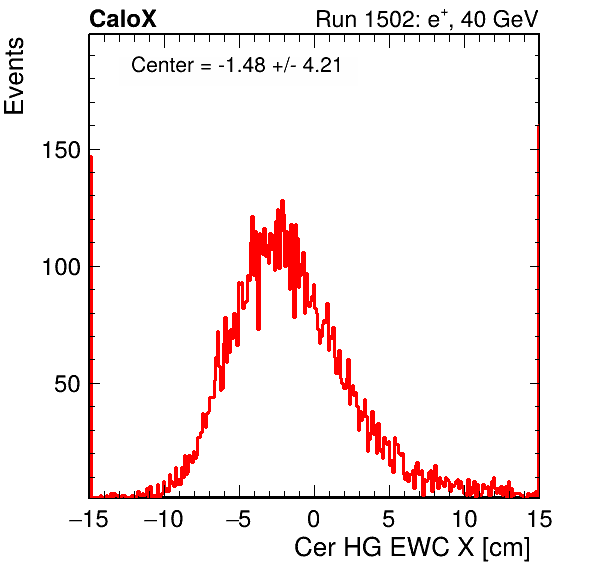 CaloX Run 1502: e⁺, 40 GeV
Center = -1.48 +/- 4.21
Events
150
100
50
−15 −10 −5 0 5 10 15
Cer HG EWC X [cm]